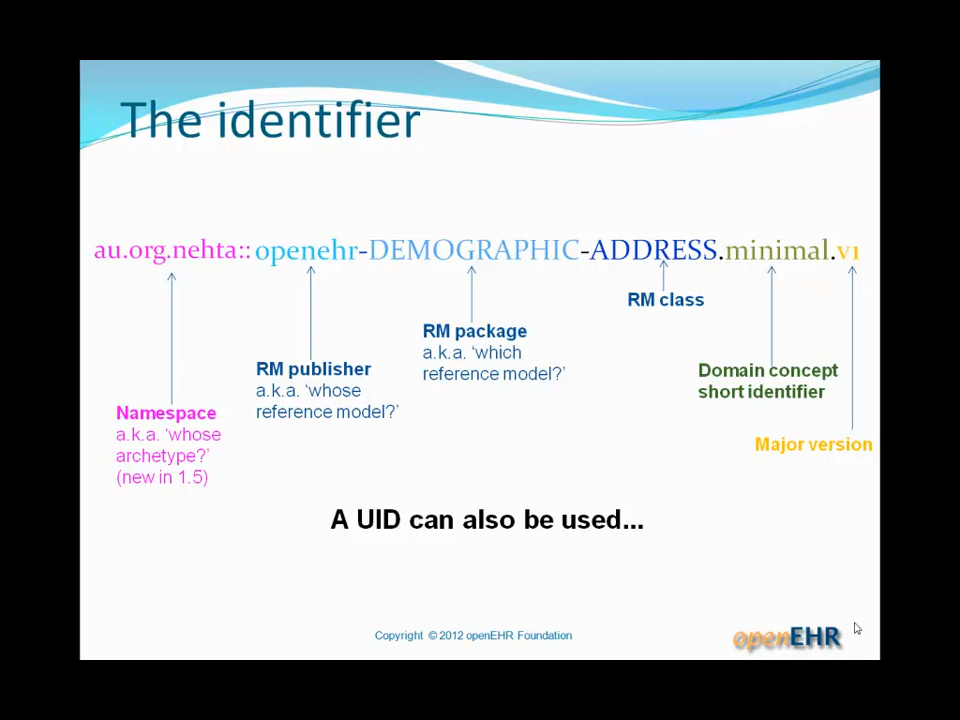 The identifier
au.org.nehta::openehr-DEMOGRAPHIC-ADDRESS.minimal.v1
RM class
RM package
a.k.a. ‘which
reference model?’
RM publisher
a.k.a. ‘whose
reference model?’
Domain concept
short identifier
Namespace
a.k.a. ‘whose
archetype?’
(new in 1.5)
Major version
A UID can also be used...
Copyright © 2012 openEHR Foundation
openEHR